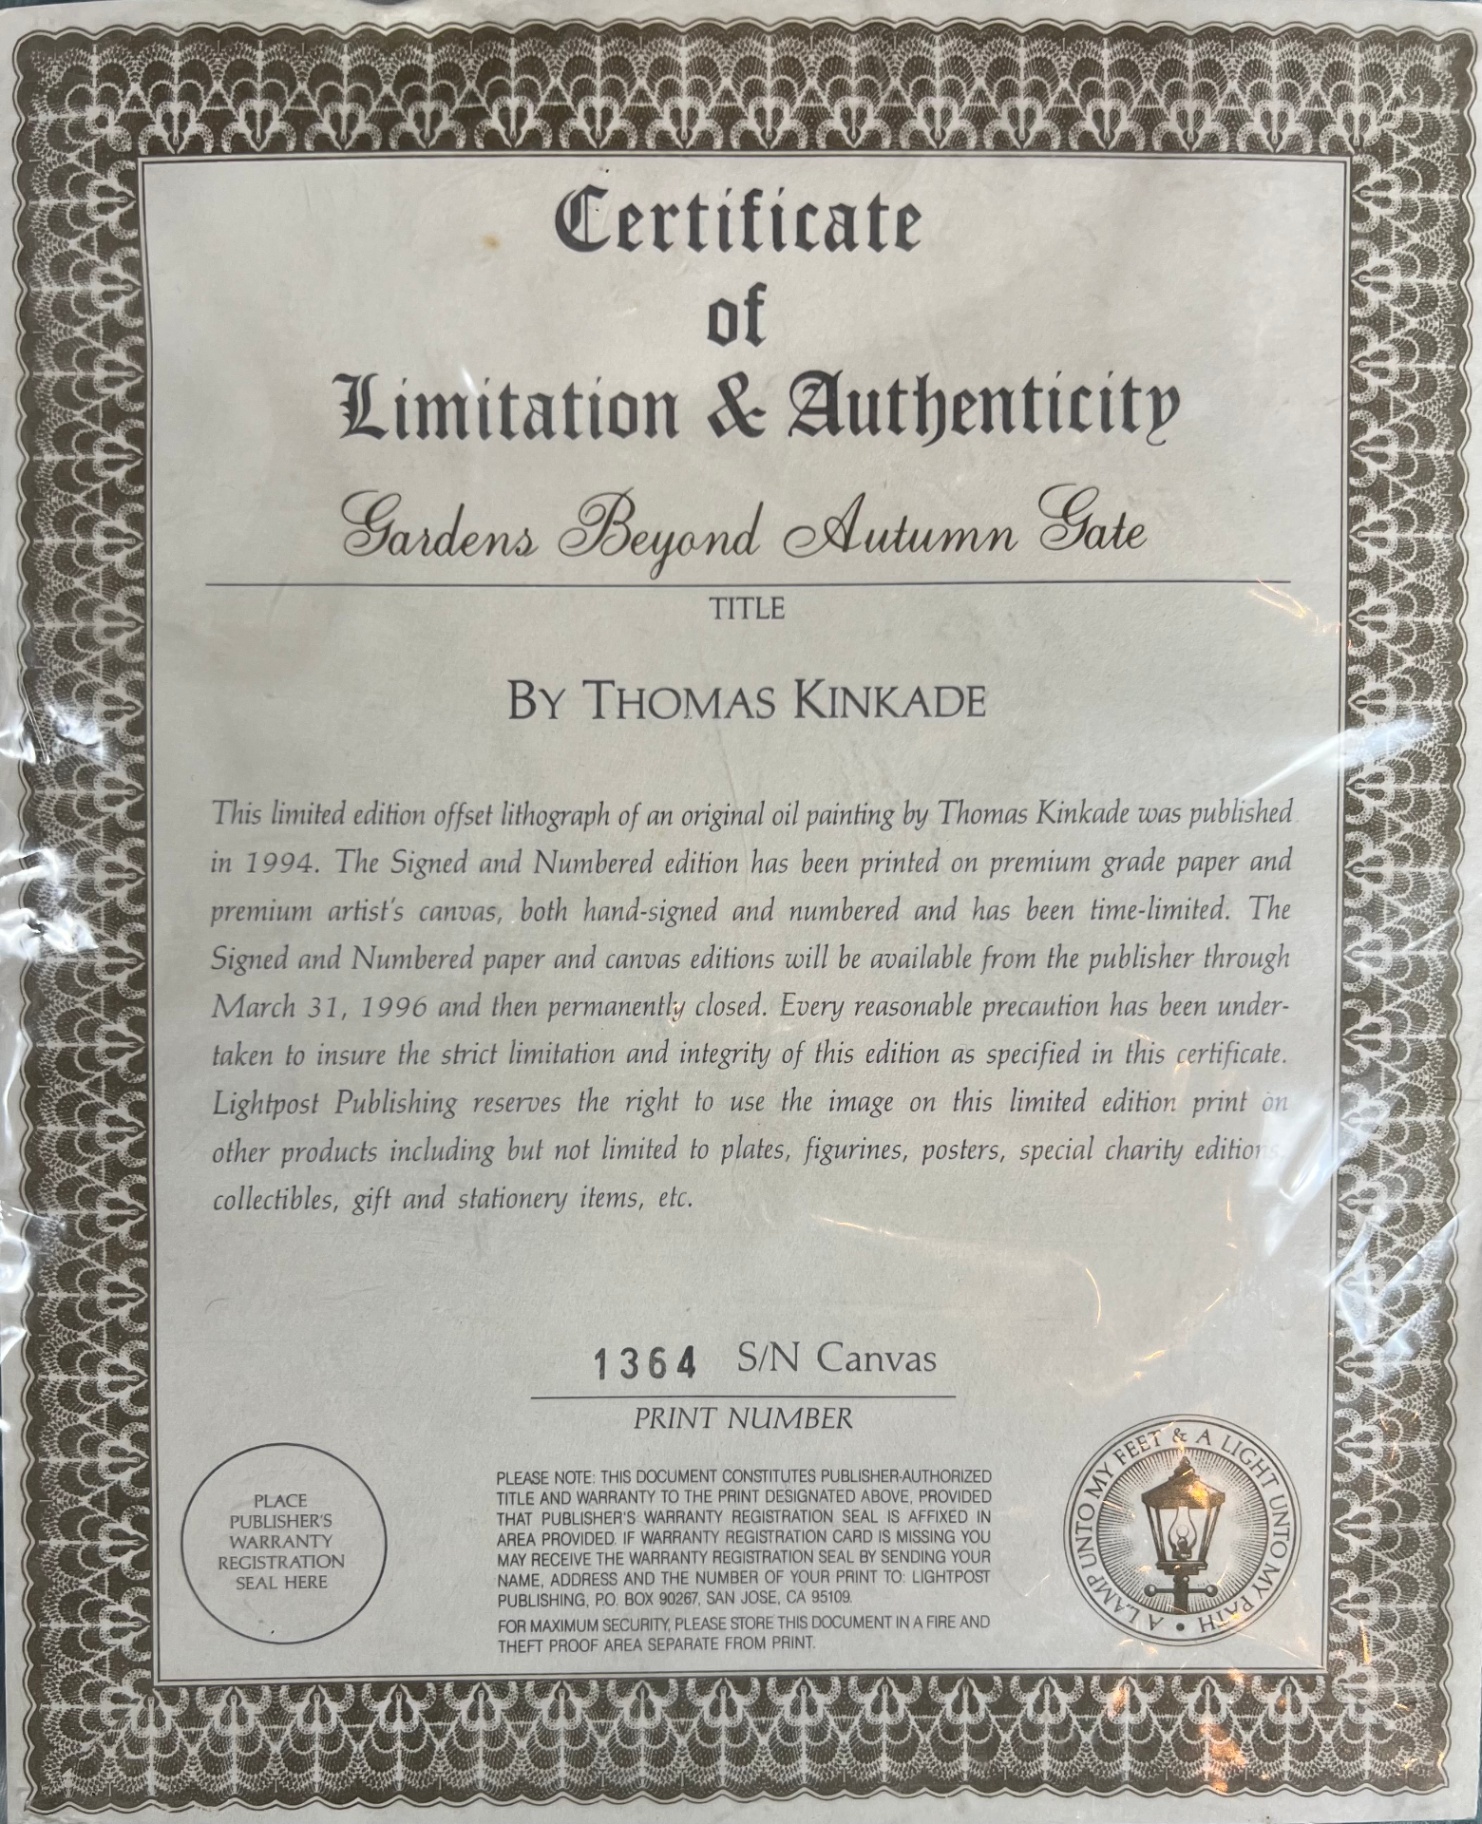 Certificate
of
Limitation & Authenticity
Gardens Beyond Autumn Gate
TITLE
BY THOMAS KINKADE
This limited edition offset lithograph of an original oil painting by Thomas Kinkade was published
in 1994. The Signed and Numbered edition has been printed on premium grade paper and
premium artist's canvas, both hand-signed and numbered and has been time-limited. The
Signed and Numbered paper and canvas editions will be available from the publisher through
March 31, 1996 and then permanently closed. Every reasonable precaution has been under-
taken to insure the strict limitation and integrity of this edition as specified in this certificate.
Lightpost Publishing reserves the right to use the image on this limited edition print on
other products including but not limited to plates, figurines, posters, special charity editions,
collectibles, gift and stationery items, etc.
1364 S/N Canvas
PRINT NUMBER
PLACE
PUBLISHER'S
WARRANTY
REGISTRATION
SEAL HERE
PLEASE NOTE: THIS DOCUMENT CONSTITUTES PUBLISHER-AUTHORIZED
TITLE AND WARRANTY TO THE PRINT DESIGNATED ABOVE, PROVIDED
THAT PUBLISHER'S WARRANTY REGISTRATION SEAL IS AFFIXED IN
AREA PROVIDED. IF WARRANTY REGISTRATION CARD IS MISSING YOU
MAY RECEIVE THE WARRANTY REGISTRATION SEAL BY SENDING YOUR
NAME, ADDRESS AND THE NUMBER OF YOUR PRINT TO: LIGHTPOST
PUBLISHING, P.O. BOX 90267, SAN JOSE, CA 95109.
FOR MAXIMUM SECURITY, PLEASE STORE THIS DOCUMENT IN A FIRE AND
THEFT PROOF AREA SEPARATE FROM PRINT.
A LAMP UNTO MY FEET & A LIGHT UNTO MY PATH •